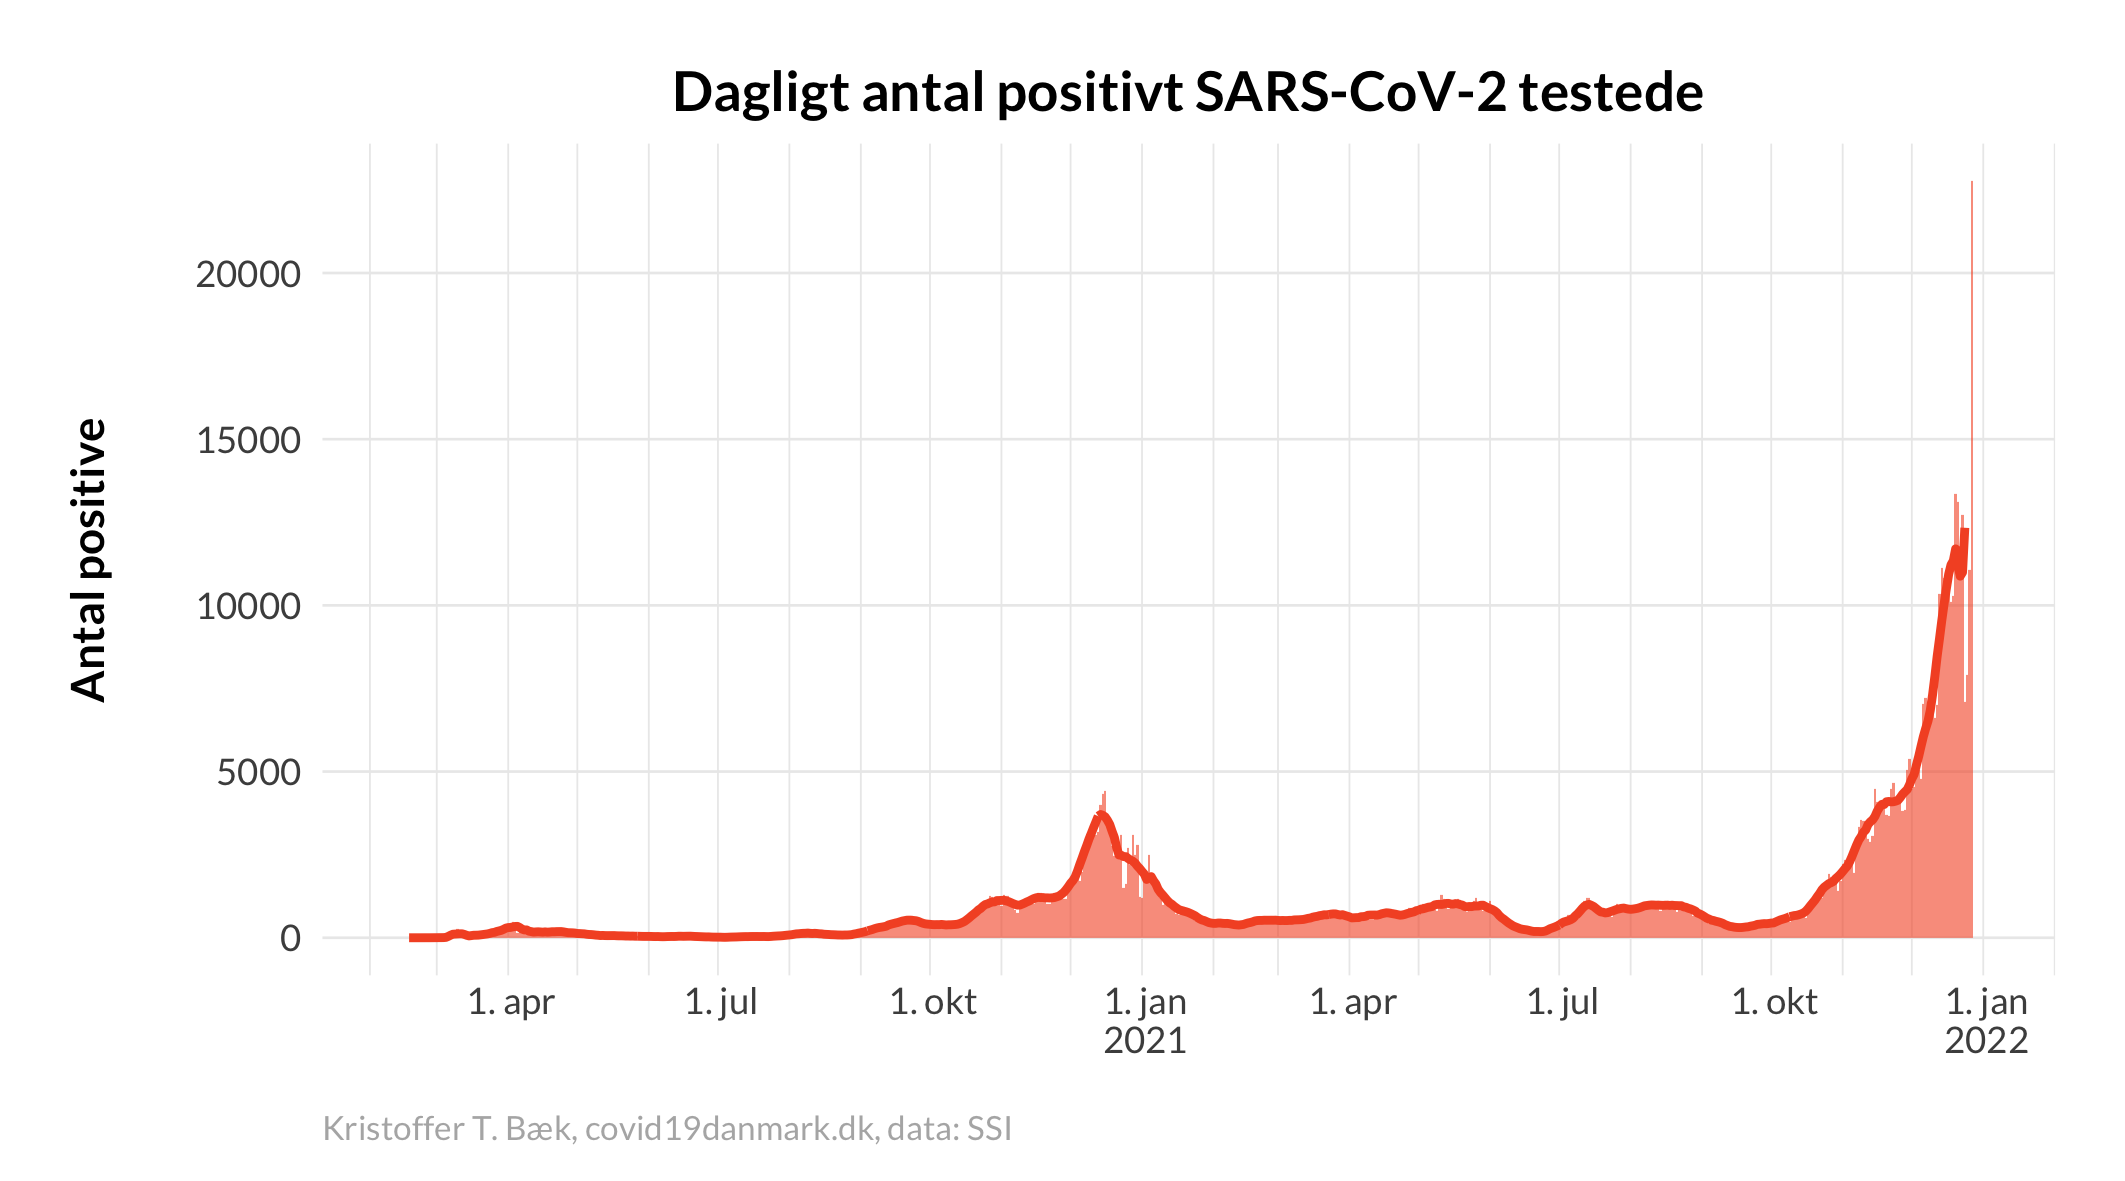 Dagligt antal positivt SARS-CoV-2 testede
Antal positive
20000
15000
10000
5000
0
1. apr
1. jul
1. okt
1. jan
2021
1. apr
1. jul
1. okt
1. jan
2022
Kristoffer T. Bæk, covid19danmark.dk, data: SSI